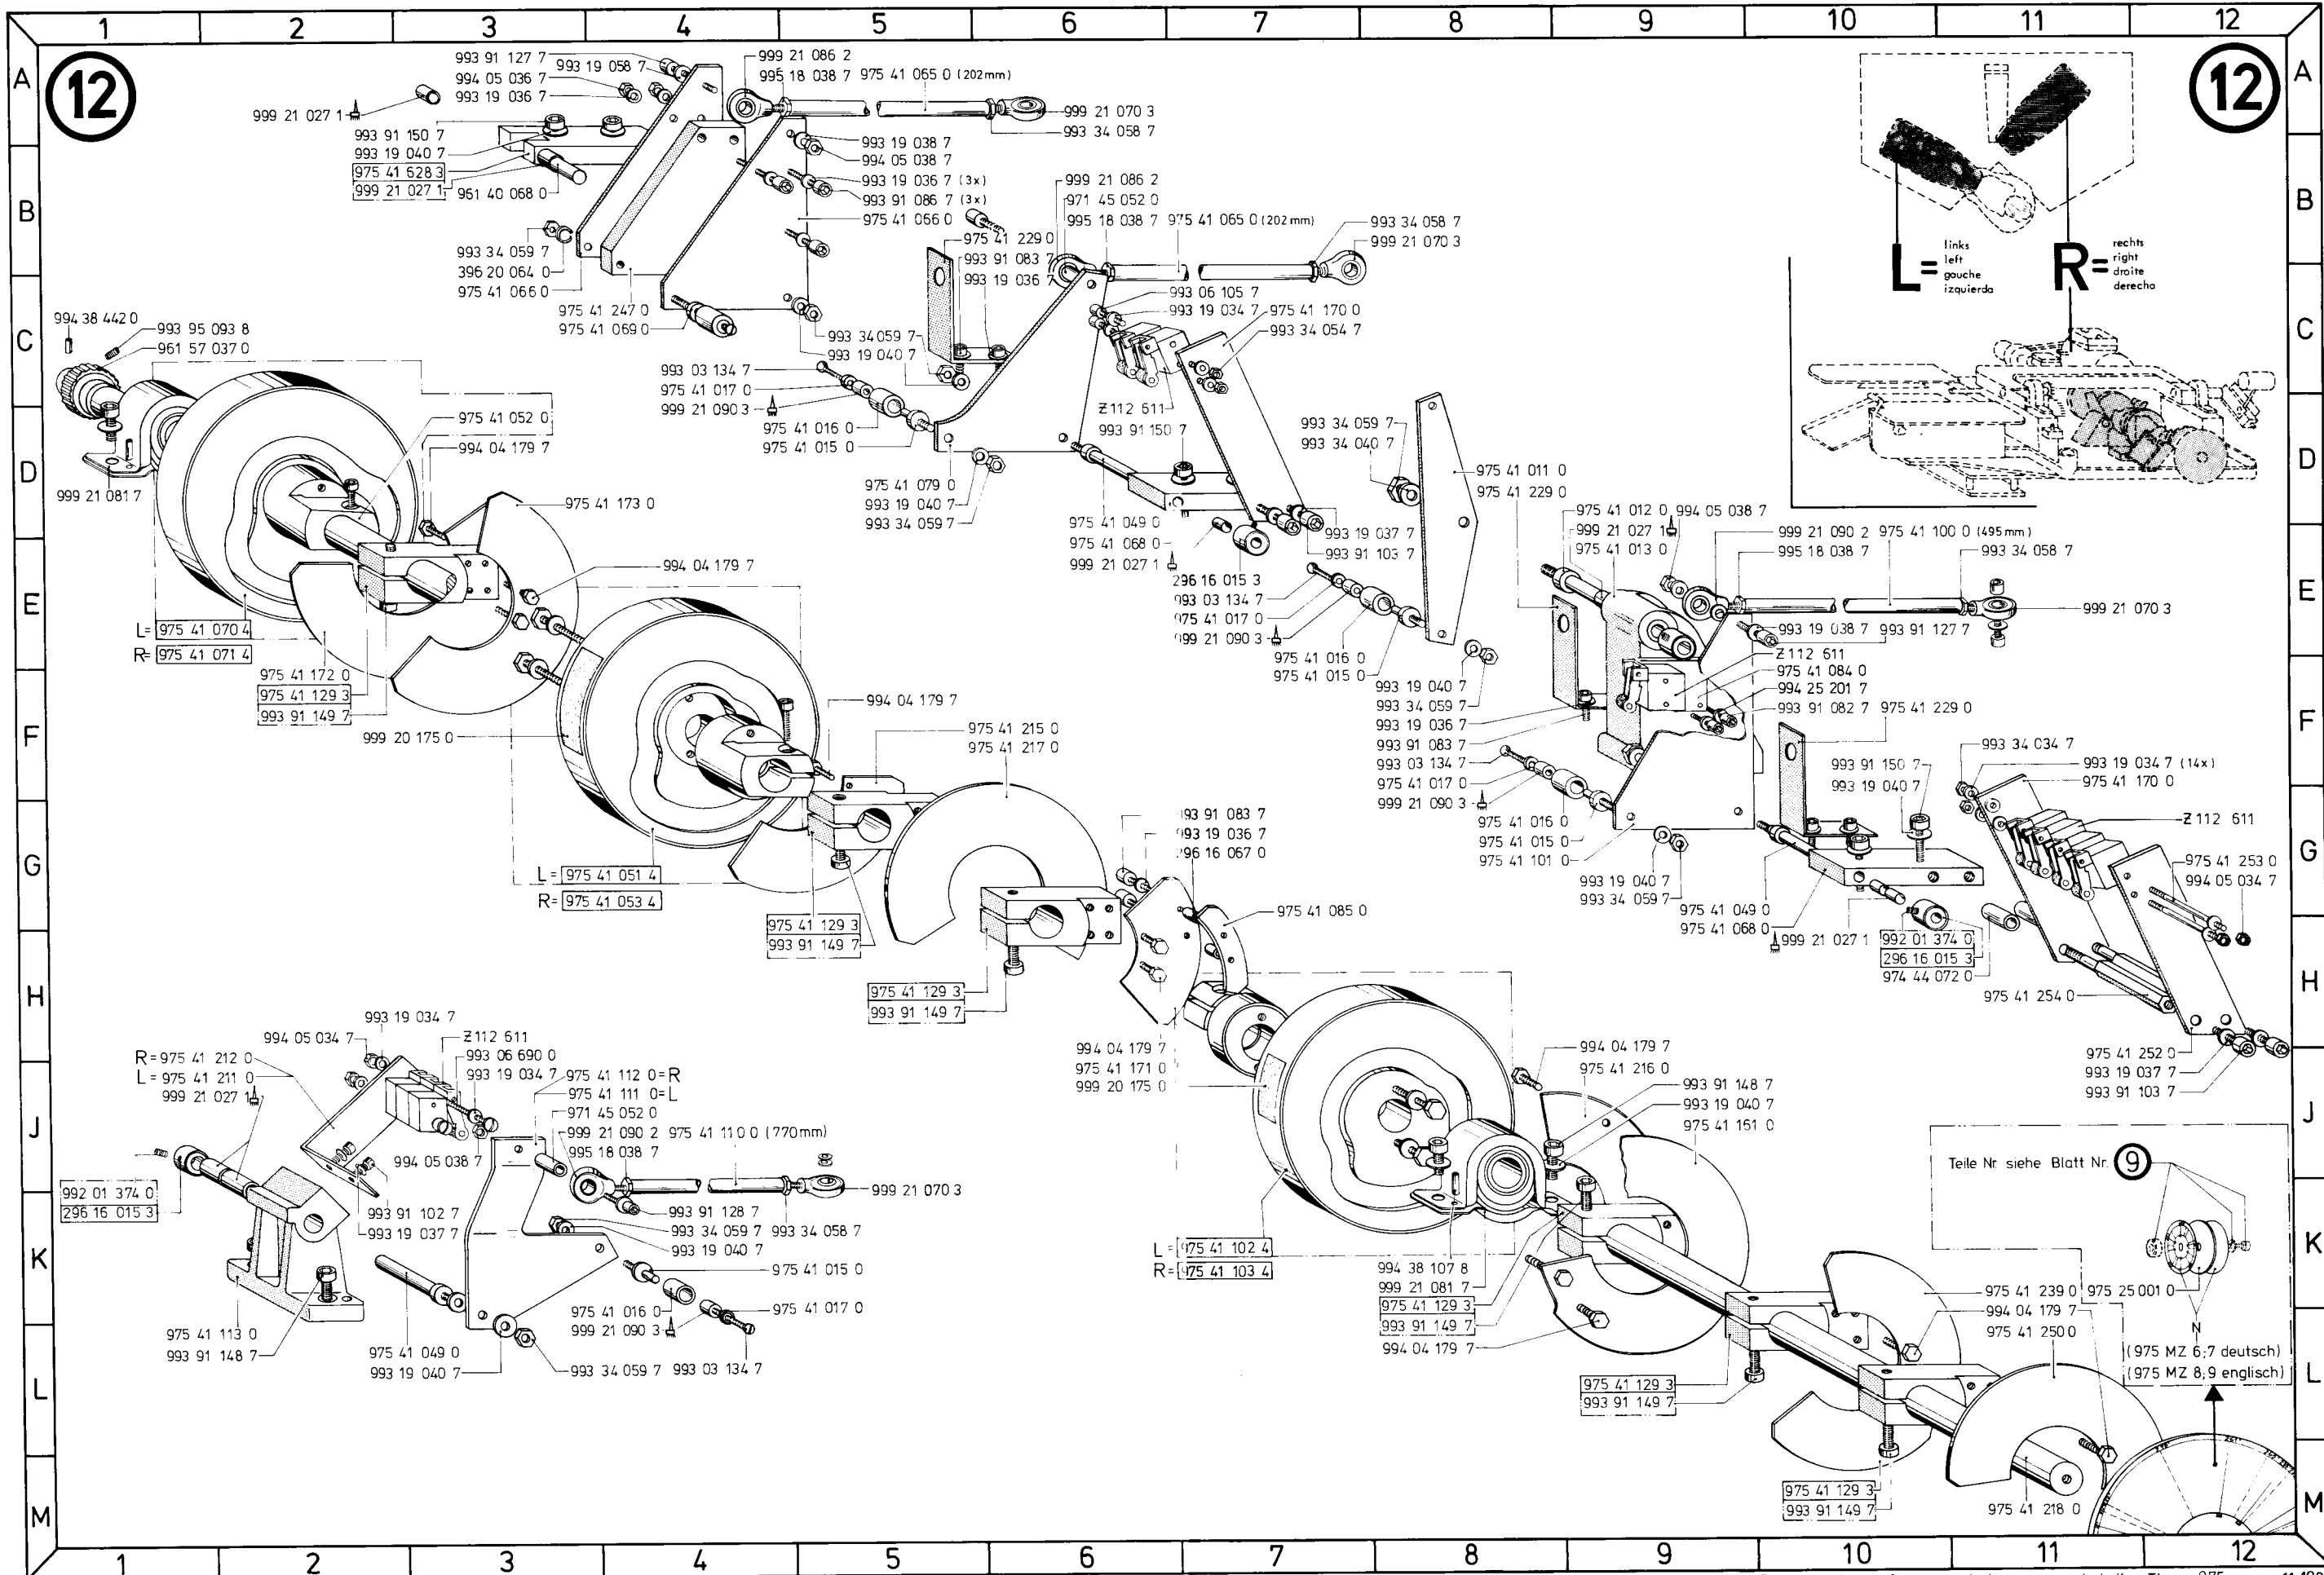 1 2 3 4 5 6 7 8 9 10 11 12
A
12
12
A
993 91 127 7
993 19 058 7
994 05 036 7
993 19 036 7
999 21 027 1
993 91 150 7
993 19 040 7
975 41 628 3
999 21 027 1
961 40 068 0
993 34 059 7
396 20 064 0
975 41 066 0
975 41 247 0
975 41 069 0
999 21 086 2
995 18 038 7 975 41 065 0 (202mm)
999 21 070 3
993 34 058 7
993 19 038 7
994 05 038 7
993 19 036 7 (3x)
993 91 086 7 (3x)
975 41 066 0
993 34 059 7
993 19 040 7
B
B
999 21 086 2
971 45 052 0
995 18 038 7 975 41 065 0 (202 mm)
993 34 058 7
999 21 070 3
975 41 229 0
993 91 083 7
993 19 036 7
993 06 105 7
993 19 034 7
975 41 170 0
993 34 054 7
L=
links
left
gauche
izquierda
R=
rechts
right
droite
derecha
C
C
994 38 442 0
993 95 093 8
961 57 037 0
993 03 134 7
975 41 017 0
999 21 090 3
975 41 016 0
975 41 015 0
Z 112 611
993 91 150 7
D
D
975 41 052 0
994 04 179 7
999 21 081 7
975 41 173 0
975 41 079 0
993 19 040 7
993 34 059 7
975 41 049 0
975 41 068 0
999 21 027 1
993 19 037 7
993 91 103 7
296 16 015 3
993 03 134 7
975 41 017 0
999 21 090 3
975 41 016 0
975 41 015 0
993 34 059 7
993 34 040 7
975 41 011 0
975 41 229 0
975 41 012 0
994 05 038 7
999 21 027 1
975 41 013 0
999 21 090 2 975 41 100 0 (495mm)
995 18 038 7
993 34 058 7
E
E
999 21 070 3
994 04 179 7
L= 975 41 070 4
R= 975 41 071 4
975 41 172 0
975 41 129 3
993 91 149 7
999 20 175 0
993 19 038 7 993 91 127 7
Z 112 611
975 41 084 0
994 25 201 7
993 91 082 7 975 41 229 0
993 19 040 7
993 34 059 7
993 19 036 7
993 91 083 7
993 03 134 7
975 41 017 0
999 21 090 3
975 41 016 0
975 41 015 0
975 41 101 0
F
F
994 04 179 7
975 41 215 0
975 41 217 0
993 34 034 7
993 19 034 7 (14x)
975 41 170 0
993 91 150 7
993 19 040 7
Z 112 611
G
G
L= 975 41 051 4
R= 975 41 053 4
975 41 129 3
993 91 149 7
993 91 083 7
993 19 036 7
296 16 067 0
975 41 085 0
993 19 040 7
993 34 059 7
975 41 049 0
975 41 068 0
999 21 027 1
992 01 374 0
296 16 015 3
974 44 072 0
975 41 253 0
994 05 034 7
975 41 254 0
H
H
975 41 129 3
993 91 149 7
993 19 034 7
994 05 034 7
Z 112 611
993 06 690 0
993 19 034 7
R=975 41 212 0
L=975 41 211 0
999 21 027 1
975 41 112 0=R
975 41 111 0=L
971 45 052 0
999 21 090 2 975 41 110 0 (770mm)
995 18 038 7
994 05 038 7
999 21 070 3
994 04 179 7
975 41 171 0
999 20 175 0
994 04 179 7
975 41 216 0
993 91 148 7
993 19 040 7
975 41 161 0
975 41 252 0
993 19 037 7
993 91 103 7
J
J
Teile Nr. siehe Blatt Nr. 9
992 01 374 0
296 16 015 3
993 91 102 7
993 19 037 7
993 91 128 7
993 34 059 7 993 34 058 7
993 19 040 7
975 41 015 0
975 41 016 0
999 21 090 3
975 41 017 0
K
K
L= 975 41 102 4
R= 975 41 103 4
994 38 107 8
999 21 081 7
975 41 129 3
993 91 149 7
994 04 179 7
975 41 239 0 975 25 001 0
994 04 179 7
975 41 250 0
N
(975 MZ 6;7 deutsch)
(975 MZ 8;9 englisch)
975 41 113 0
993 91 148 7
975 41 049 0
993 19 040 7
993 34 059 7 993 03 134 7
L
L
975 41 129 3
993 91 149 7
975 41 129 3
993 91 149 7
975 41 218 0
M
M
1 2 3 4 5 6 7 8 9 10 11 12